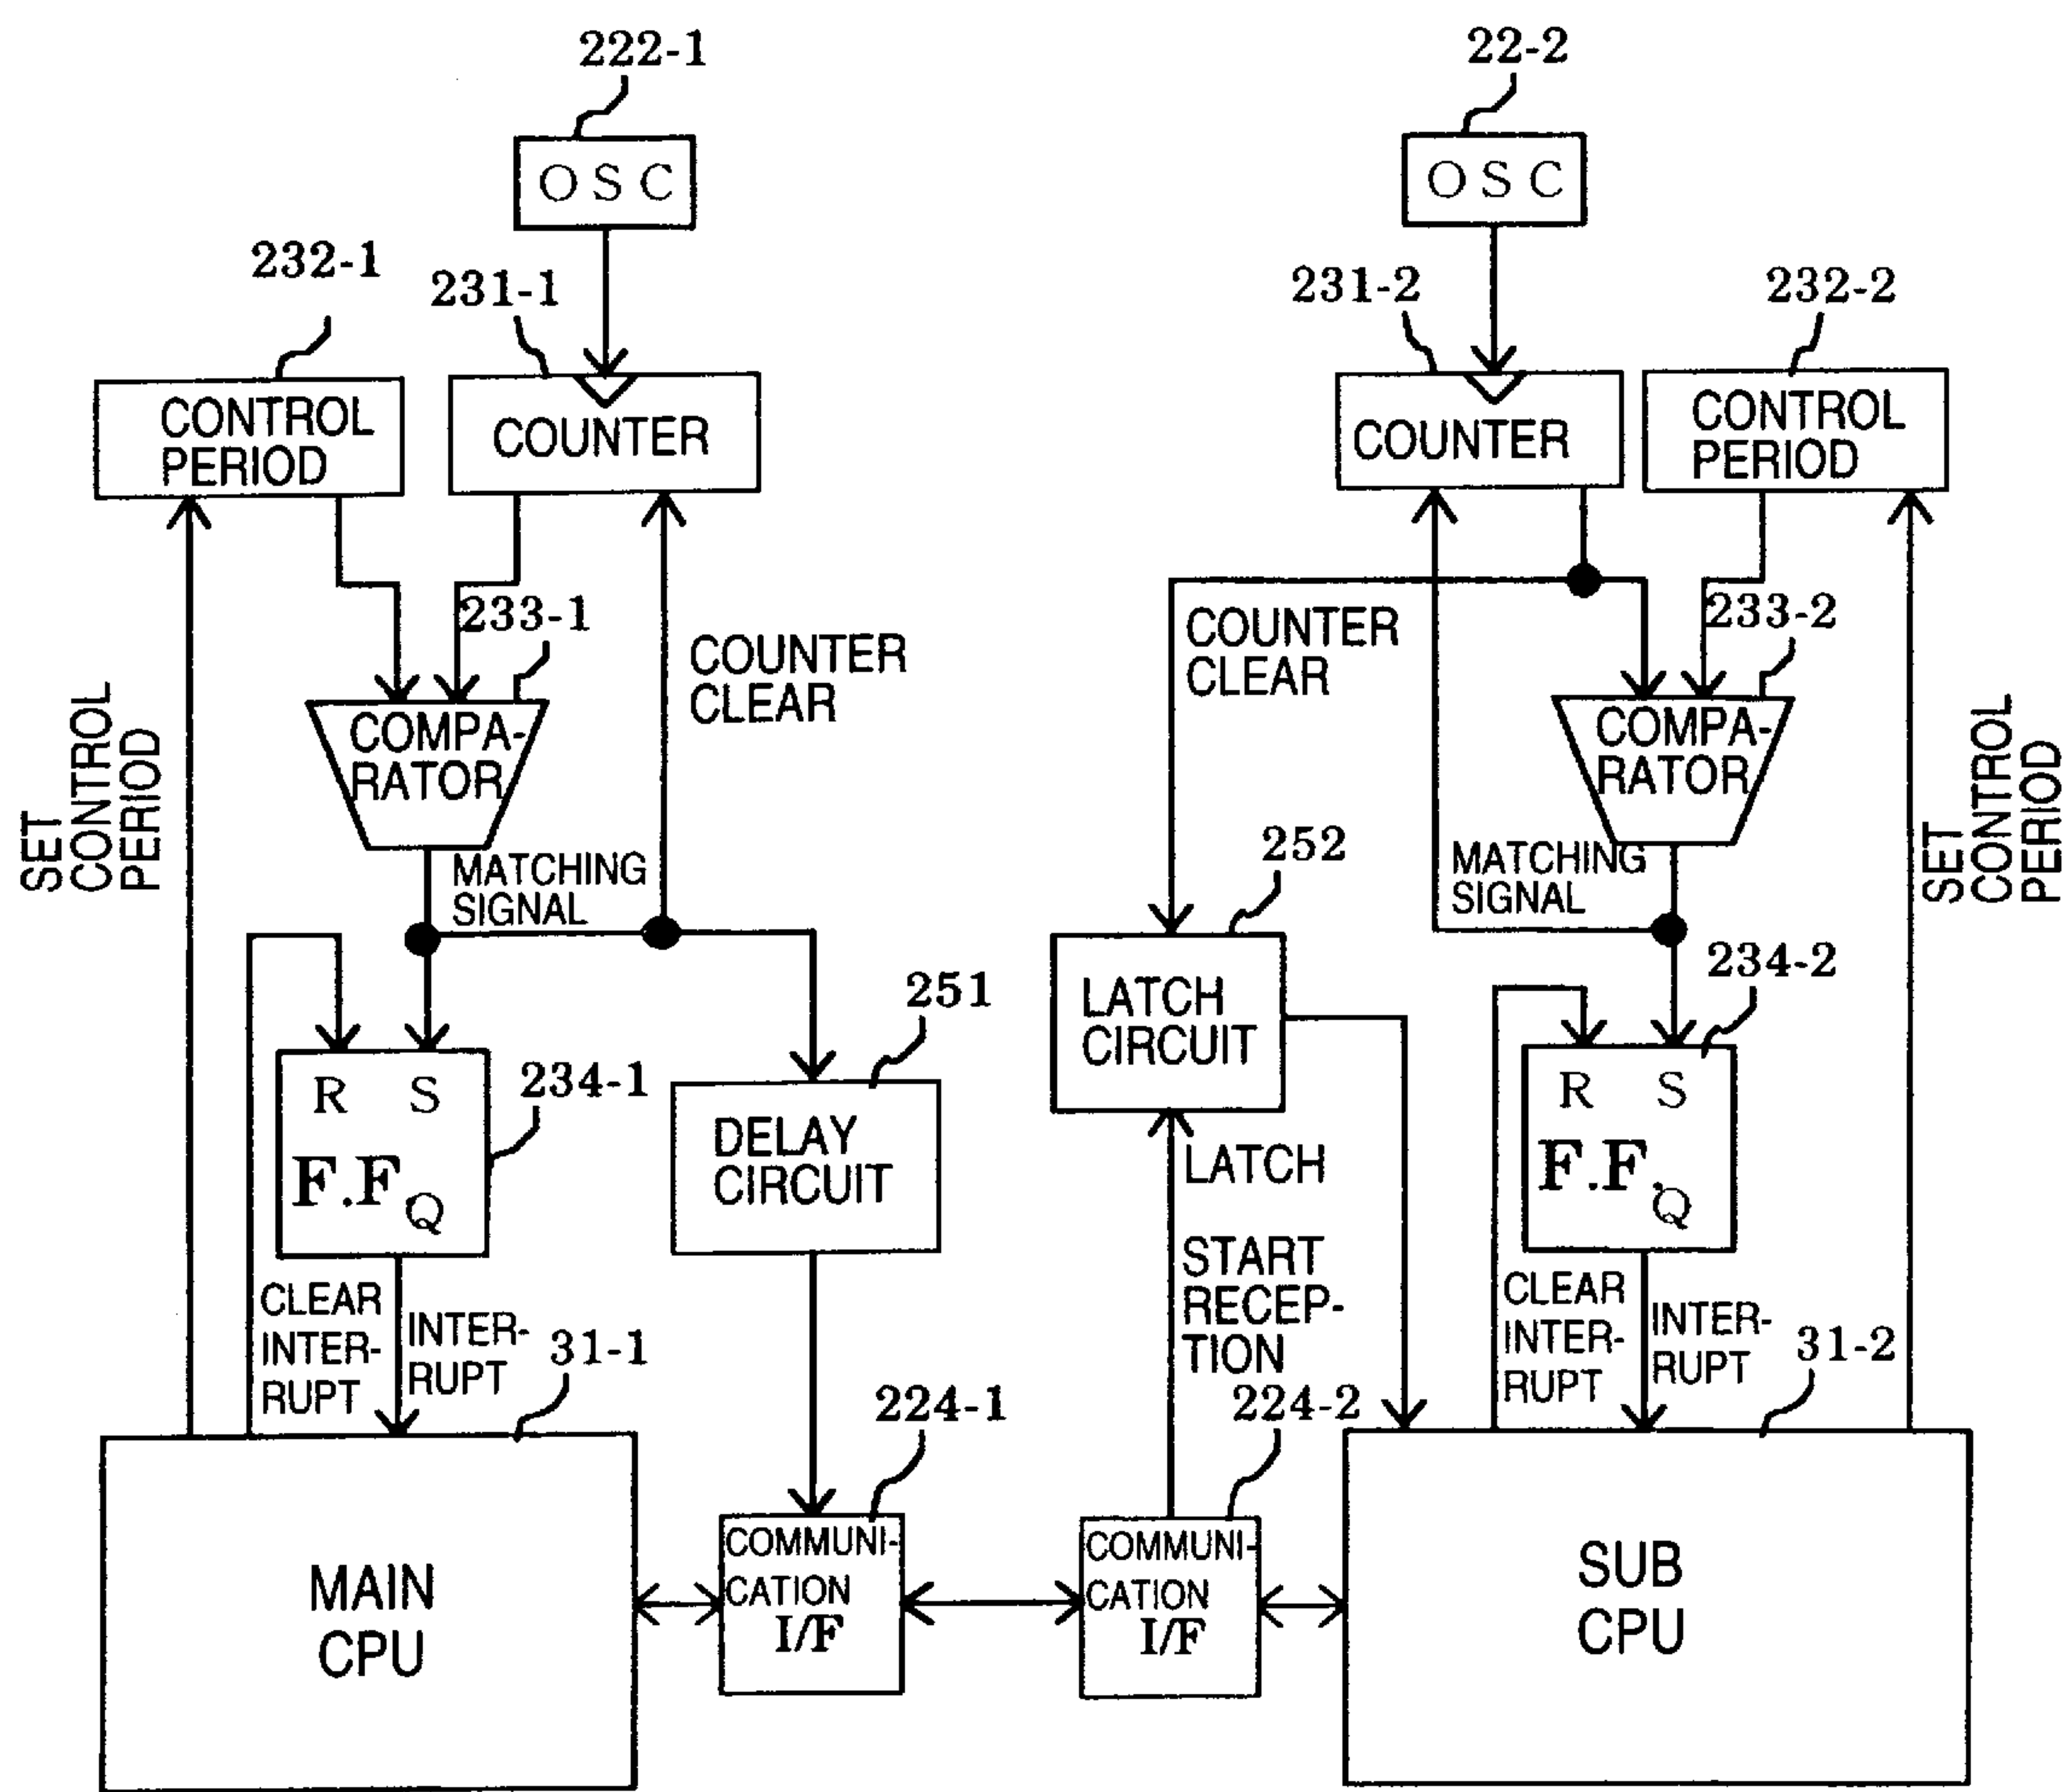 222-1
22-2
OSC
OSC
232-1
231-1
231-2
232-2
CONTROL
PERIOD
COUNTER
COUNTER
CONTROL
PERIOD
233-1
233-2
COUNTER
CLEAR
COUNTER
CLEAR
COMPA-
RATOR
COMPA-
RATOR
SET
CONTROL
PERIOD
SET
CONTROL
PERIOD
MATCHING
SIGNAL
252
MATCHING
SIGNAL
251
LATCH
CIRCUIT
234-2
R S
F.F
Q
234-1
DELAY
CIRCUIT
LATCH
R S
F.F
Q
START
RECEP-
TION
CLEAR
INTER-
RUPT
INTER-
RUPT
31-1
224-1
224-2
CLEAR
INTER-
RUPT
INTER-
RUPT
31-2
MAIN
CPU
COMMUNI-
CATION
I/F
COMMUNI-
CATION
I/F
SUB
CPU